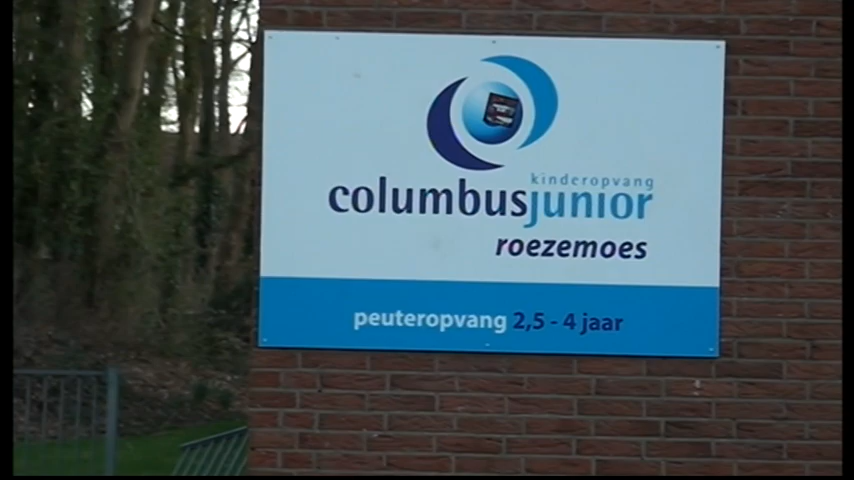 kinderopvang
columbusjunior
roezemoes
peuteropvang 2,5 - 4 jaar